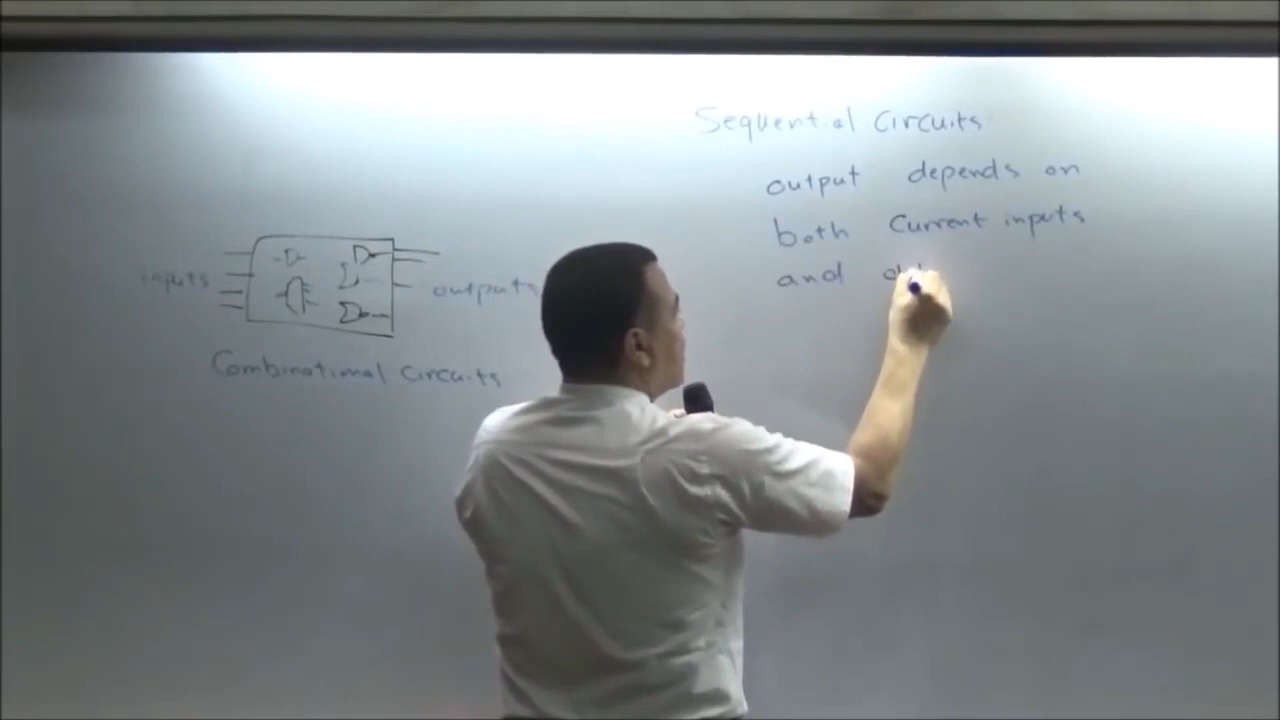 Sequential Circuits
output depends on
both Current inputs
and
inputs
outputs
Combinational Circuits